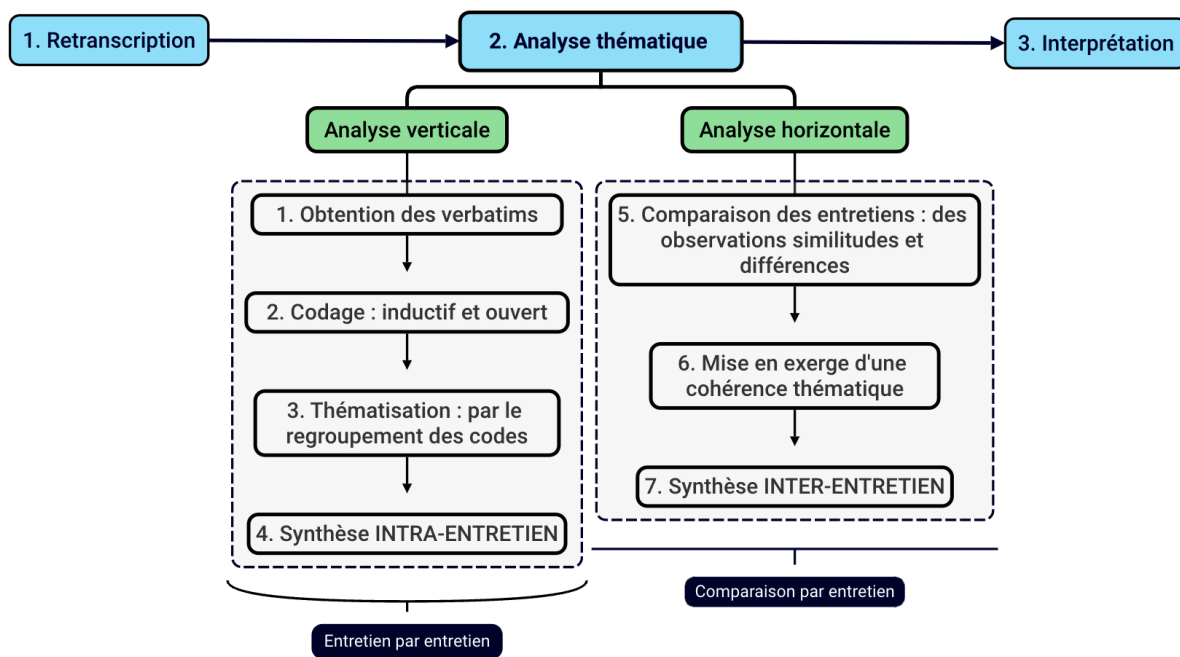 1. Retranscription
2. Analyse thématique
3. Interprétation
Analyse verticale
Analyse horizontale
1. Obtention des verbatims
2. Codage : inductif et ouvert
3. Thématisation : par le
regroupement des codes
4. Synthèse INTRA-ENTRETIEN
5. Comparaison des entretiens : des
observations similitudes et
différences
6. Mise en exerge d'une
cohérence thématique
7. Synthèse INTER-ENTRETIEN
Entretien par entretien
Comparaison par entretien